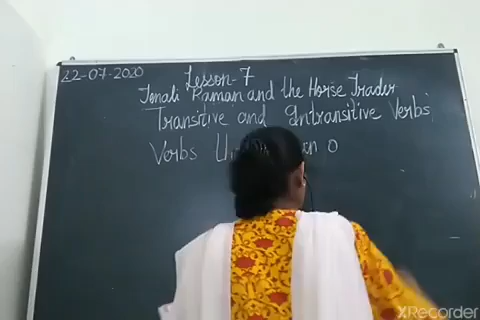 22-07-2020
Lesson-7
Tenali Raman and the Horse Trader
Transitive and Intransitive Verbs
Verbs
XRecorder